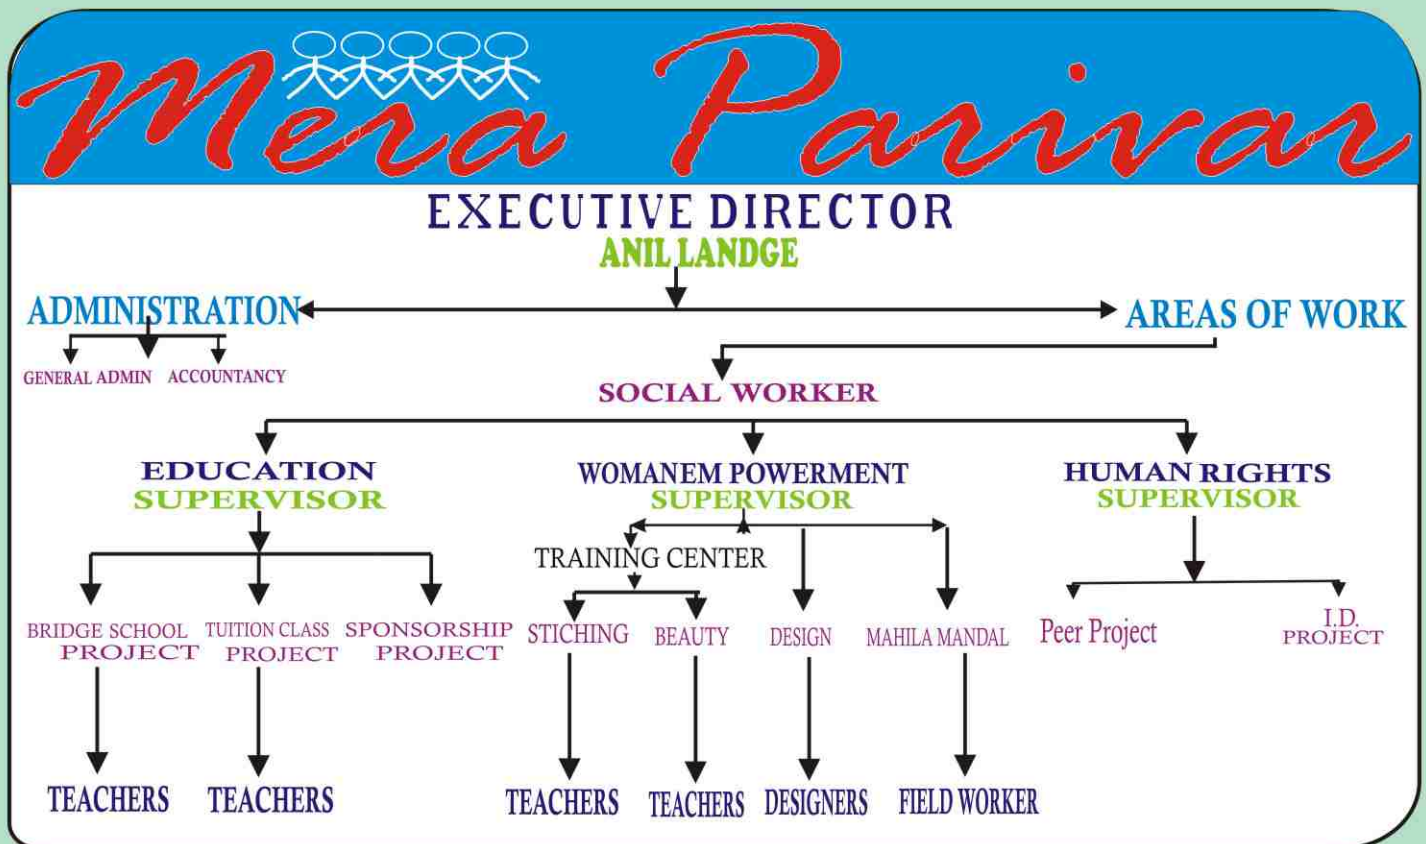 Mera Parivar
EXECUTIVE DIRECTOR
ANIL LANDGE
ADMINISTRATION
AREAS OF WORK
GENERAL ADMIN ACCOUNTANCY
SOCIAL WORKER
EDUCATION
SUPERVISOR
WOMANEM POWERMENT
SUPERVISOR
HUMAN RIGHTS
SUPERVISOR
TRAINING CENTER
BRIDGE SCHOOL
PROJECT
TUITION CLASS
PROJECT
SPONSORSHIP
PROJECT
STICHING
BEAUTY
DESIGN
MAHILA MANDAL
Peer Project
I.D.
PROJECT
TEACHERS
TEACHERS
TEACHERS
TEACHERS
DESIGNERS
FIELD WORKER